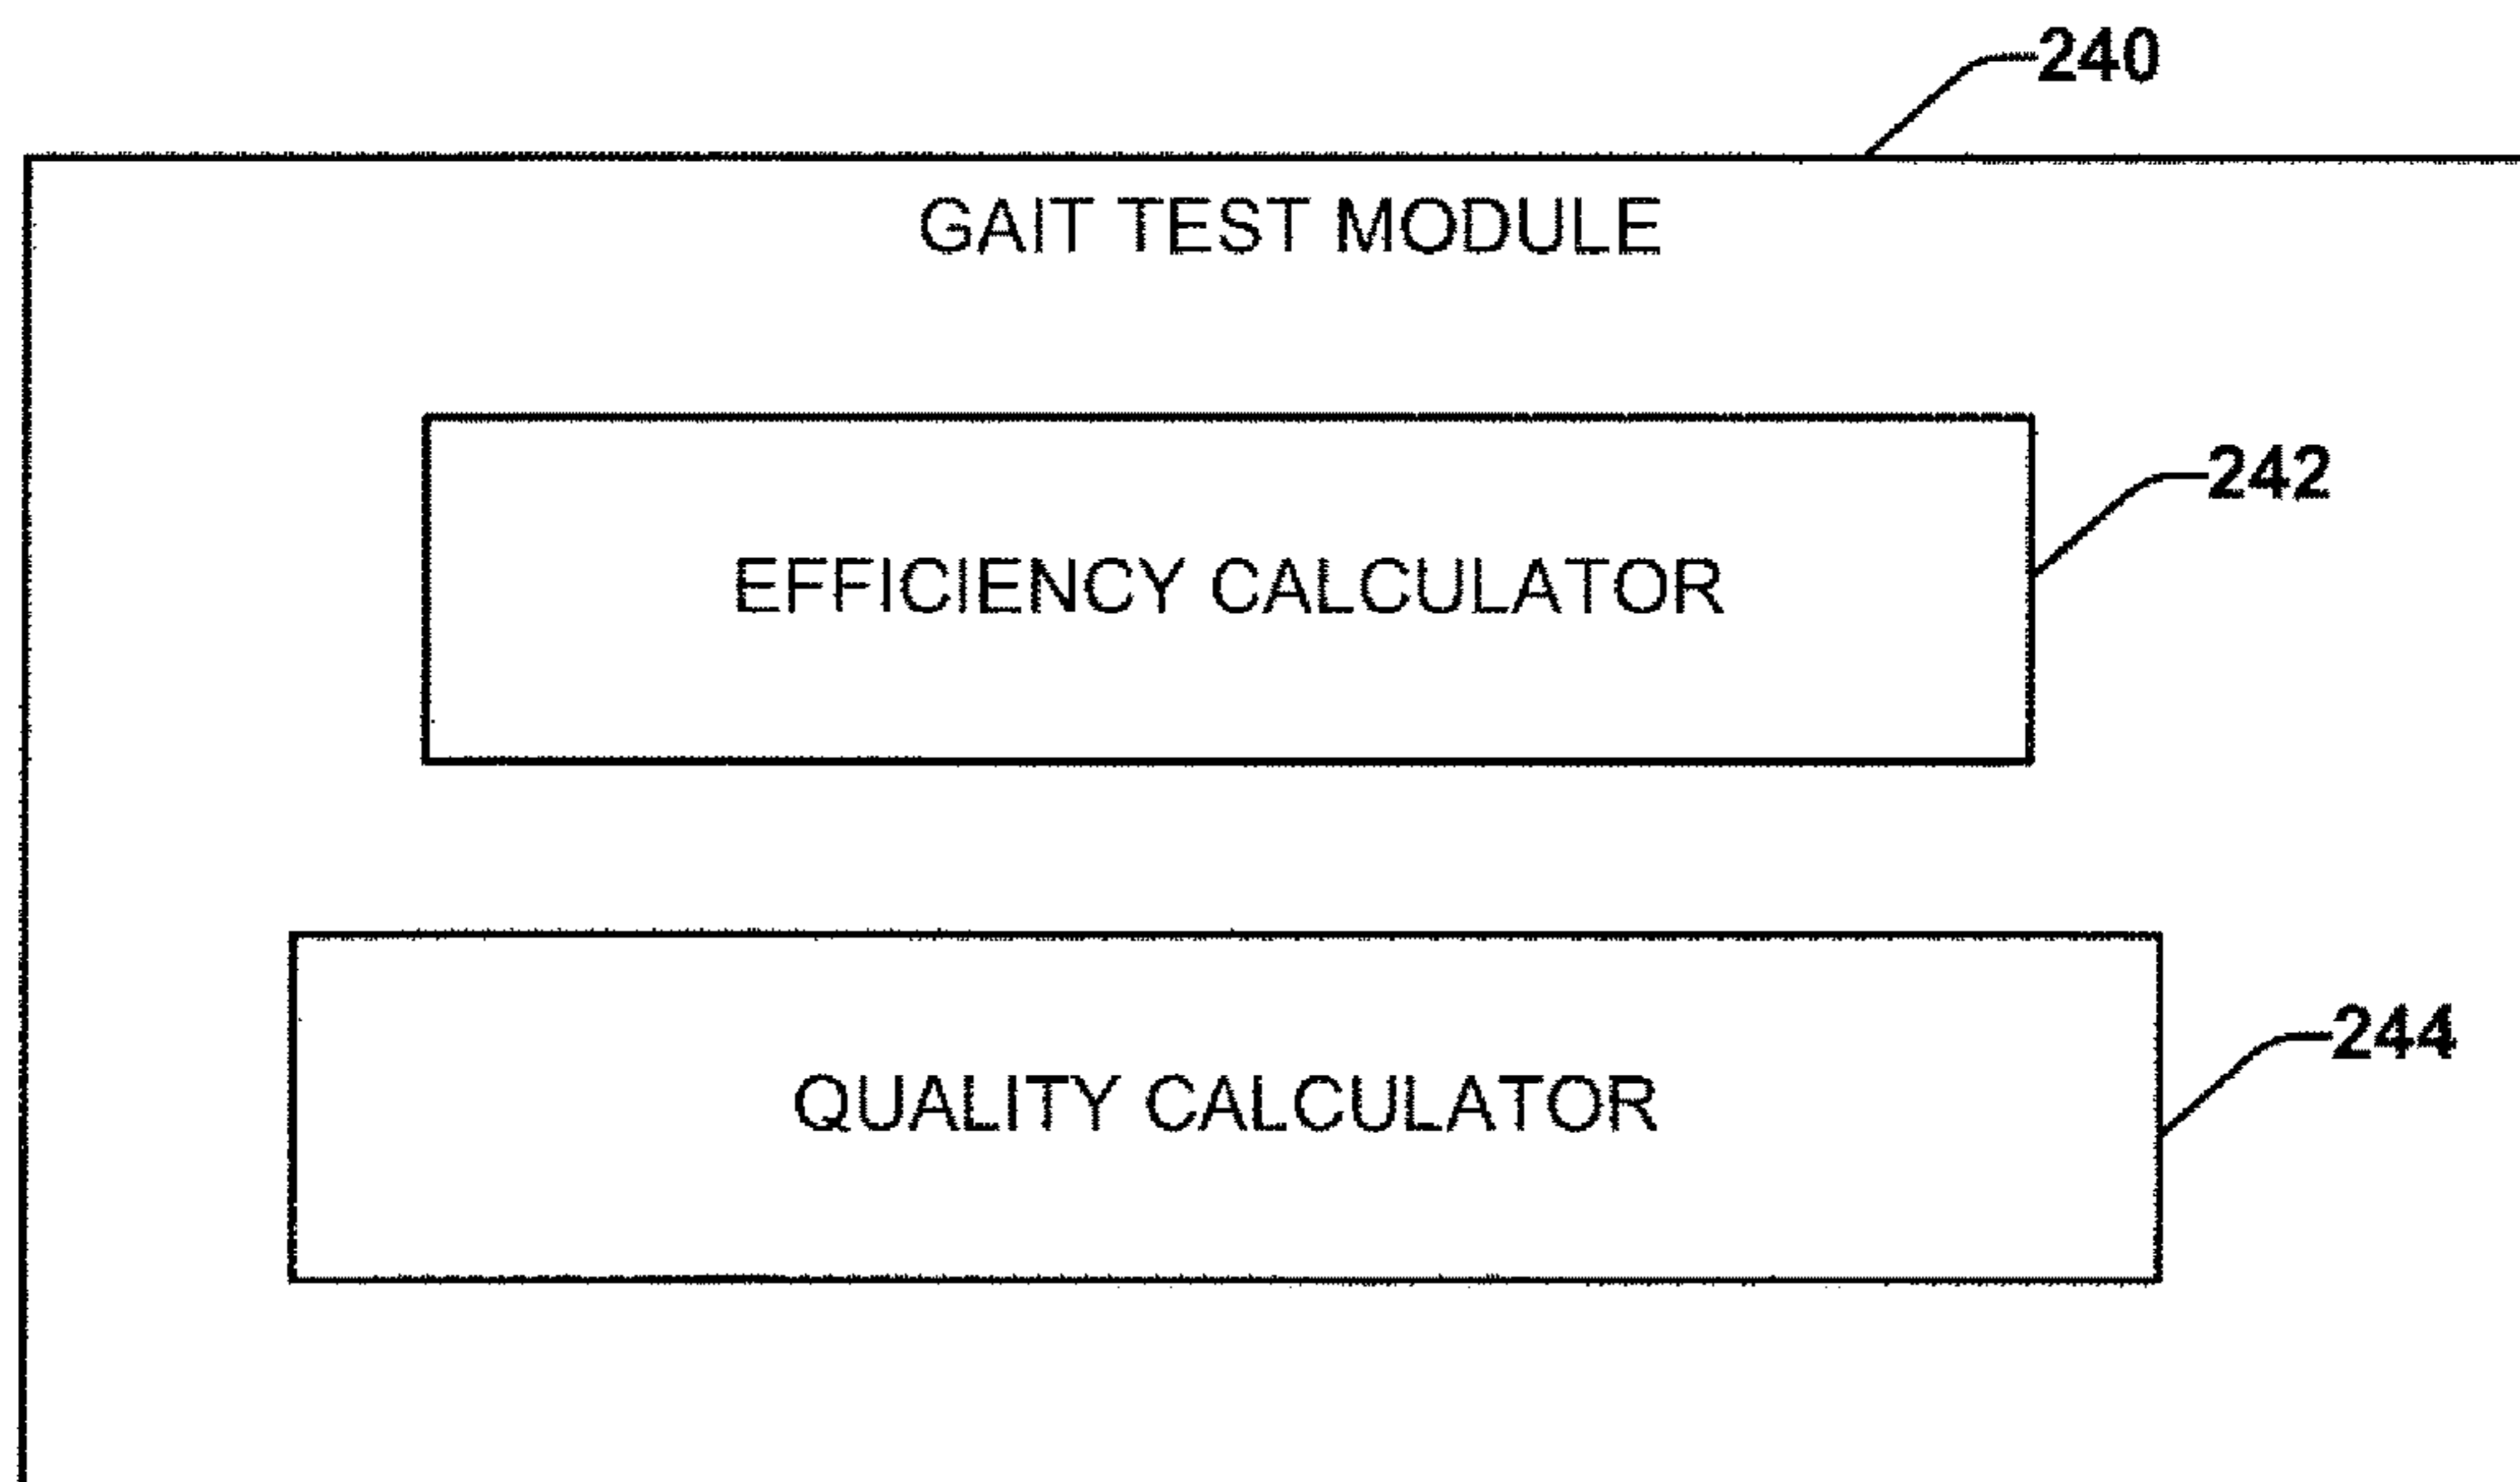 240
GAIT TEST MODULE
242
EFFICIENCY CALCULATOR
244
QUALITY CALCULATOR